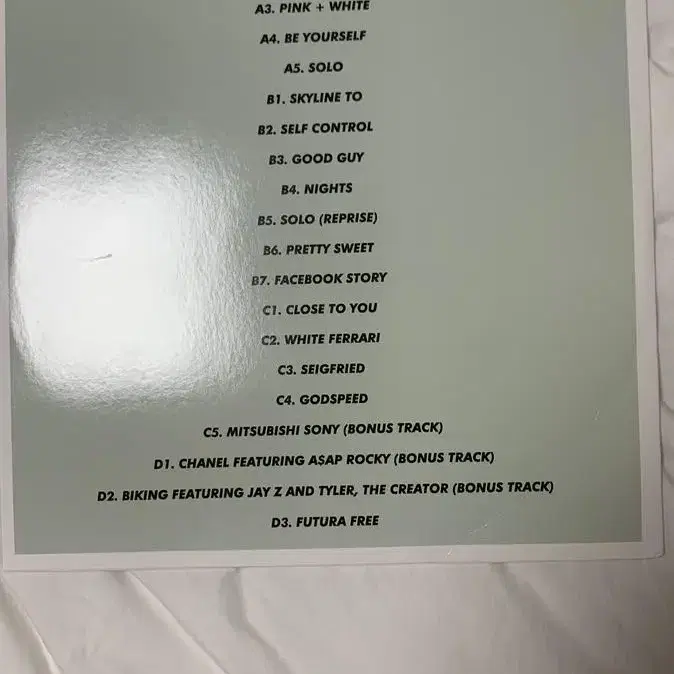 A3. PINK + WHITE
A4. BE YOURSELF
A5. SOLO
B1. SKYLINE TO
B2. SELF CONTROL
B3. GOOD GUY
B4. NIGHTS
B5. SOLO (REPRISE)
B6. PRETTY SWEET
B7. FACEBOOK STORY
C1. CLOSE TO YOU
C2. WHITE FERRARI
C3. SEIGFRIED
C4. GODSPEED
C5. MITSUBISHI SONY (BONUS TRACK)
D1. CHANEL FEATURING A$AP ROCKY (BONUS TRACK)
D2. BIKING FEATURING JAY Z AND TYLER, THE CREATOR (BONUS TRACK)
D3. FUTURA FREE